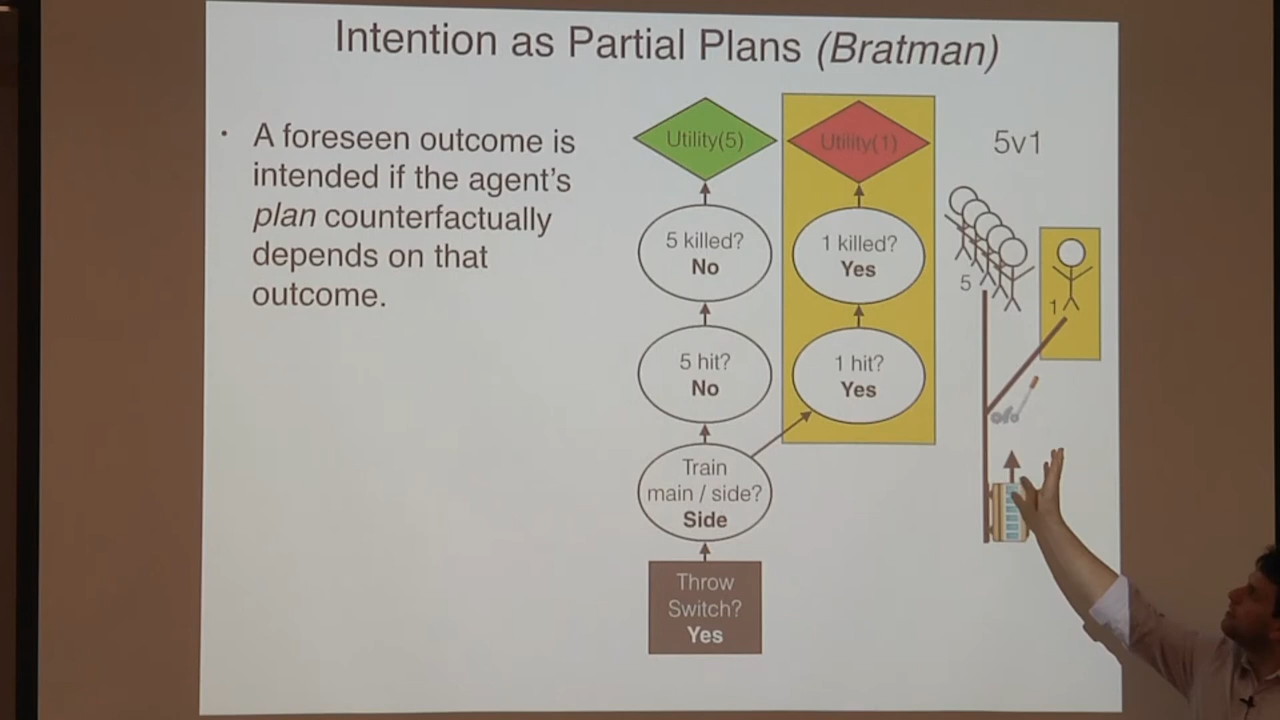 Intention as Partial Plans (Bratman)
• A foreseen outcome is
intended if the agent's
plan counterfactually
depends on that
outcome.
Utility(5)
Utility(1)
5v1
5 killed?
No
1 killed?
Yes
5
1
5 hit?
No
1 hit?
Yes
Train
main / side?
Side
Throw
Switch?
Yes